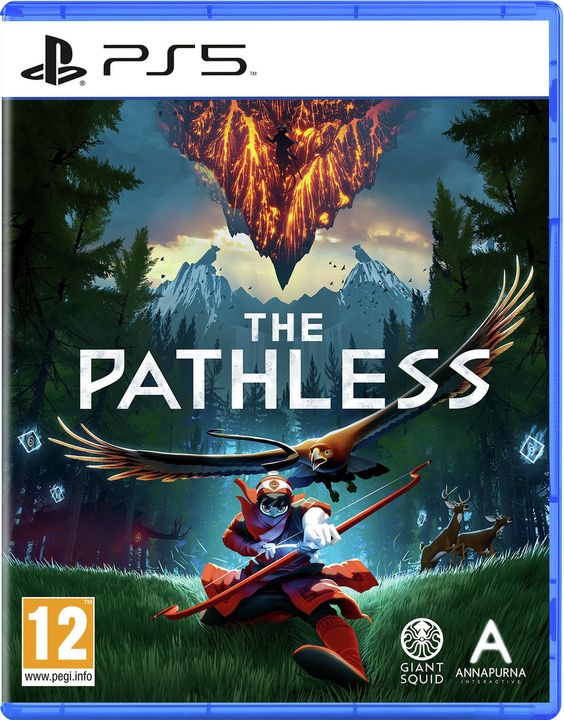 PS5
THE
PATHLESS
12
www.pegi.info
GIANT
SQUID
A
ANNAPURNA
INTERACTIVE